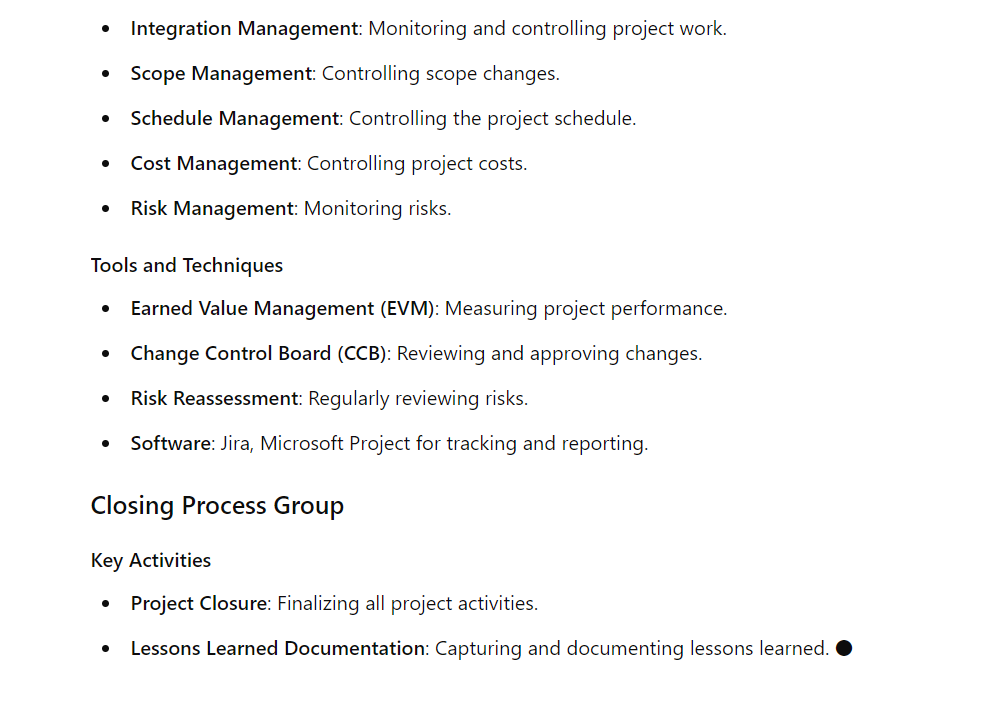 Integration Management: Monitoring and controlling project work.
Scope Management: Controlling scope changes.
Schedule Management: Controlling the project schedule.
Cost Management: Controlling project costs.
Risk Management: Monitoring risks.
Tools and Techniques
Earned Value Management (EVM): Measuring project performance.
Change Control Board (CCB): Reviewing and approving changes.
Risk Reassessment: Regularly reviewing risks.
Software: Jira, Microsoft Project for tracking and reporting.
Closing Process Group
Key Activities
Project Closure: Finalizing all project activities.
Lessons Learned Documentation: Capturing and documenting lessons learned.